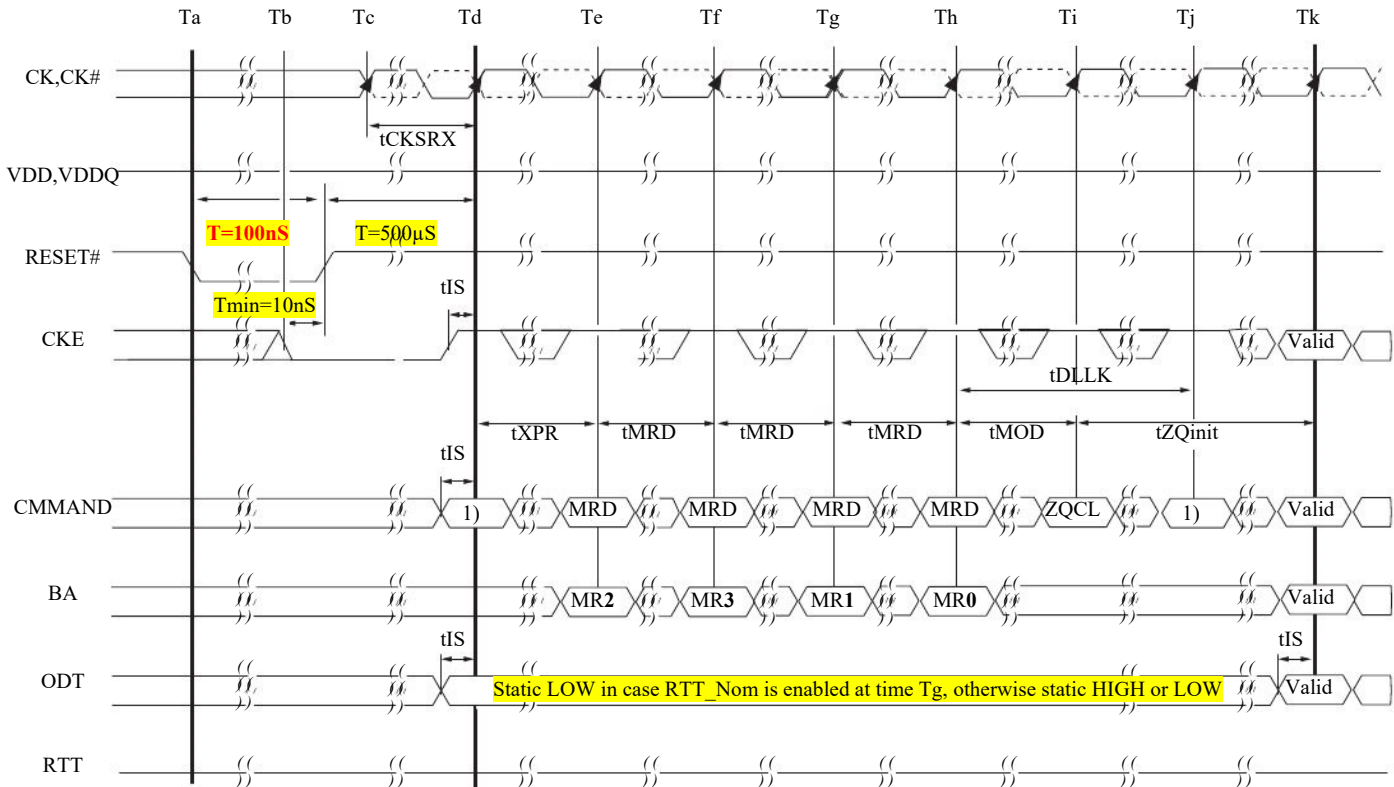 Ta Tb Tc Td Te Tf Tg Th Ti Tj Tk
CK,CK#
tCKSRX
VDD,VDDQ
T=100nS T=500µS
RESET#
Tmin=10nS tIS
CKE Valid
tDLLK
tXPR tMRD tMRD tMRD tMOD tZQinit
tIS
CMMAND 1) MRD MRD MRD MRD ZQCL 1) Valid
BA MR2 MR3 MR1 MR0 Valid
tIS tIS
ODT Static LOW in case RTT_Nom is enabled at time Tg, otherwise static HIGH or LOW Valid
RTT